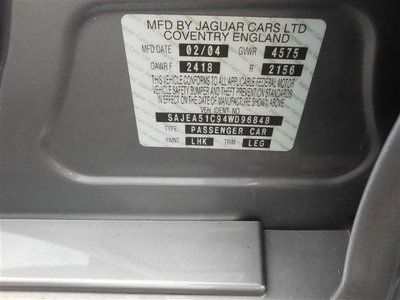 MFD BY JAGUAR CARS LTD
COVENTRY ENGLAND
MFD DATE 02/04 GVWR 4575
GAWR F 2418 R 2156
THIS VEHICLE CONFORMS TO ALL APPLICABLE FEDERAL MOTOR
VEHICLE SAFETY, BUMPER AND THEFT PREVENTION STANDARDS
IN EFFECT ON THE DATE OF MANUFACTURE SHOWN ABOVE
VEH. IDENT. NO.
SAJEA51C94WD96848
TYPE: PASSENGER CAR
PAINT LHK TRIM LEG